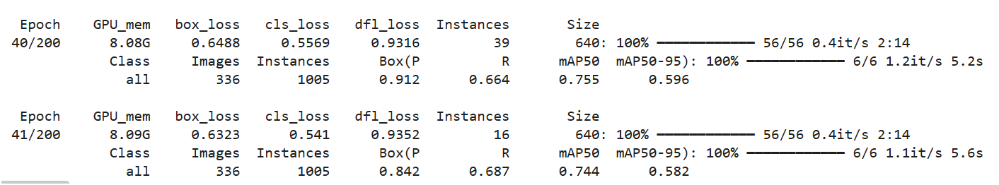 Epoch GPU_mem box_loss cls_loss dfl_loss Instances Size
40/200 8.08G 0.6488 0.5569 0.9316 39 640: 100% ━━━━━━━━━━━━ 56/56 0.4it/s 2:14
Class Images Instances Box(P R mAP50 mAP50-95): 100% ━━━━━━━━━━━━ 6/6 1.2it/s 5.2s
all 336 1005 0.912 0.664 0.755 0.596
Epoch GPU_mem box_loss cls_loss dfl_loss Instances Size
41/200 8.09G 0.6323 0.541 0.9352 16 640: 100% ━━━━━━━━━━━━ 56/56 0.4it/s 2:14
Class Images Instances Box(P R mAP50 mAP50-95): 100% ━━━━━━━━━━━━ 6/6 1.1it/s 5.6s
all 336 1005 0.842 0.687 0.744 0.582